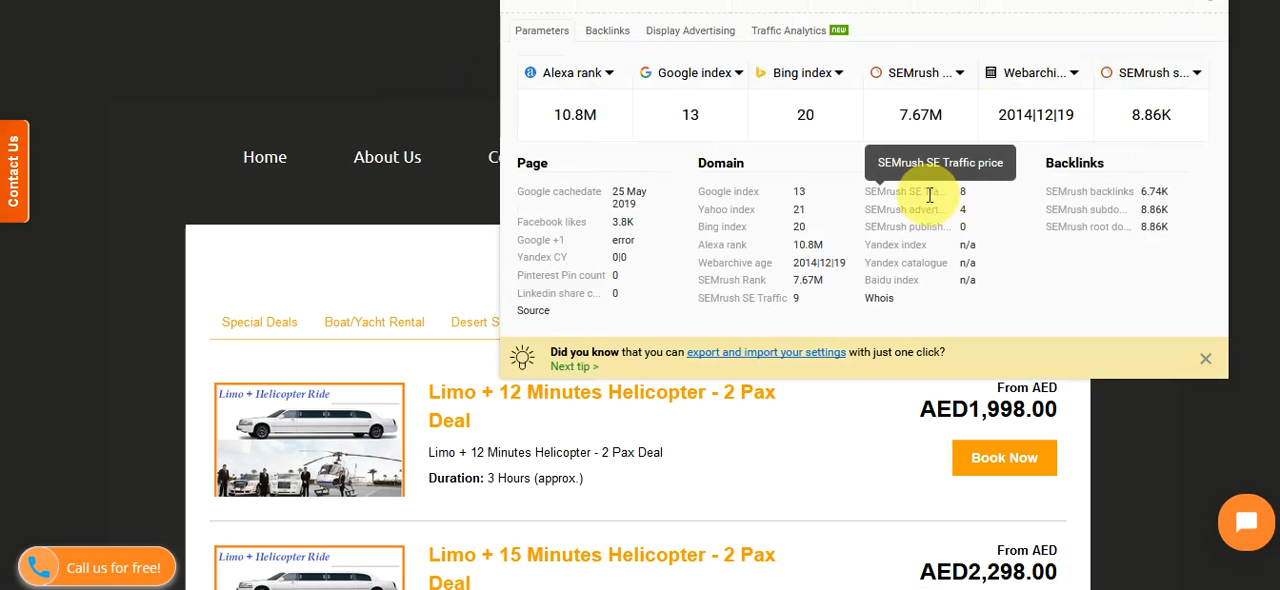 Parameters Backlinks Display Advertising Traffic Analytics NEW
Alexa rank Google index Bing index SEMrush ... Webarchi... SEMrush s...
10.8M 13 20 7.67M 2014|12|19 8.86K
Contact Us
Home About Us
SEMrush SE Traffic price
Page
Google cachedate 25 May
2019
Facebook likes 3.8K
Google +1 error
Yandex CY 0|0
Pinterest Pin count 0
Linkedin share c... 0
Source
Domain
Google index 13
Yahoo index 21
Bing index 20
Alexa rank 10.8M
Webarchive age 2014|12|19
SEMrush Rank 7.67M
SEMrush SE Traffic 9
SEMrush SE Tra... 8
SEMrush advert... 4
SEMrush publish... 0
Yandex index n/a
Yandex catalogue n/a
Baidu index n/a
Whois
Backlinks
SEMrush backlinks 6.74K
SEMrush subdo... 8.86K
SEMrush root do... 8.86K
Did you know that you can export and import your settings with just one click?
Next tip >
Special Deals Boat/Yacht Rental Desert S
Limo + Helicopter Ride
Limo + 12 Minutes Helicopter - 2 Pax
Deal
Limo + 12 Minutes Helicopter - 2 Pax Deal
Duration: 3 Hours (approx.)
From AED
AED1,998.00
Book Now
Limo + Helicopter Ride
Limo + 15 Minutes Helicopter - 2 Pax
Deal
From AED
AED2,298.00
Call us for free!